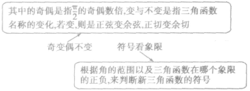 其中的奇偶是指π/2的奇偶数倍,变与不变是指三角函数
名称的变化,若变,则是正弦变余弦,正切变余切
奇变偶不变 符号看象限
根据角的范围以及三角函数在哪个象限
的正负,来判断新三角函数的符号